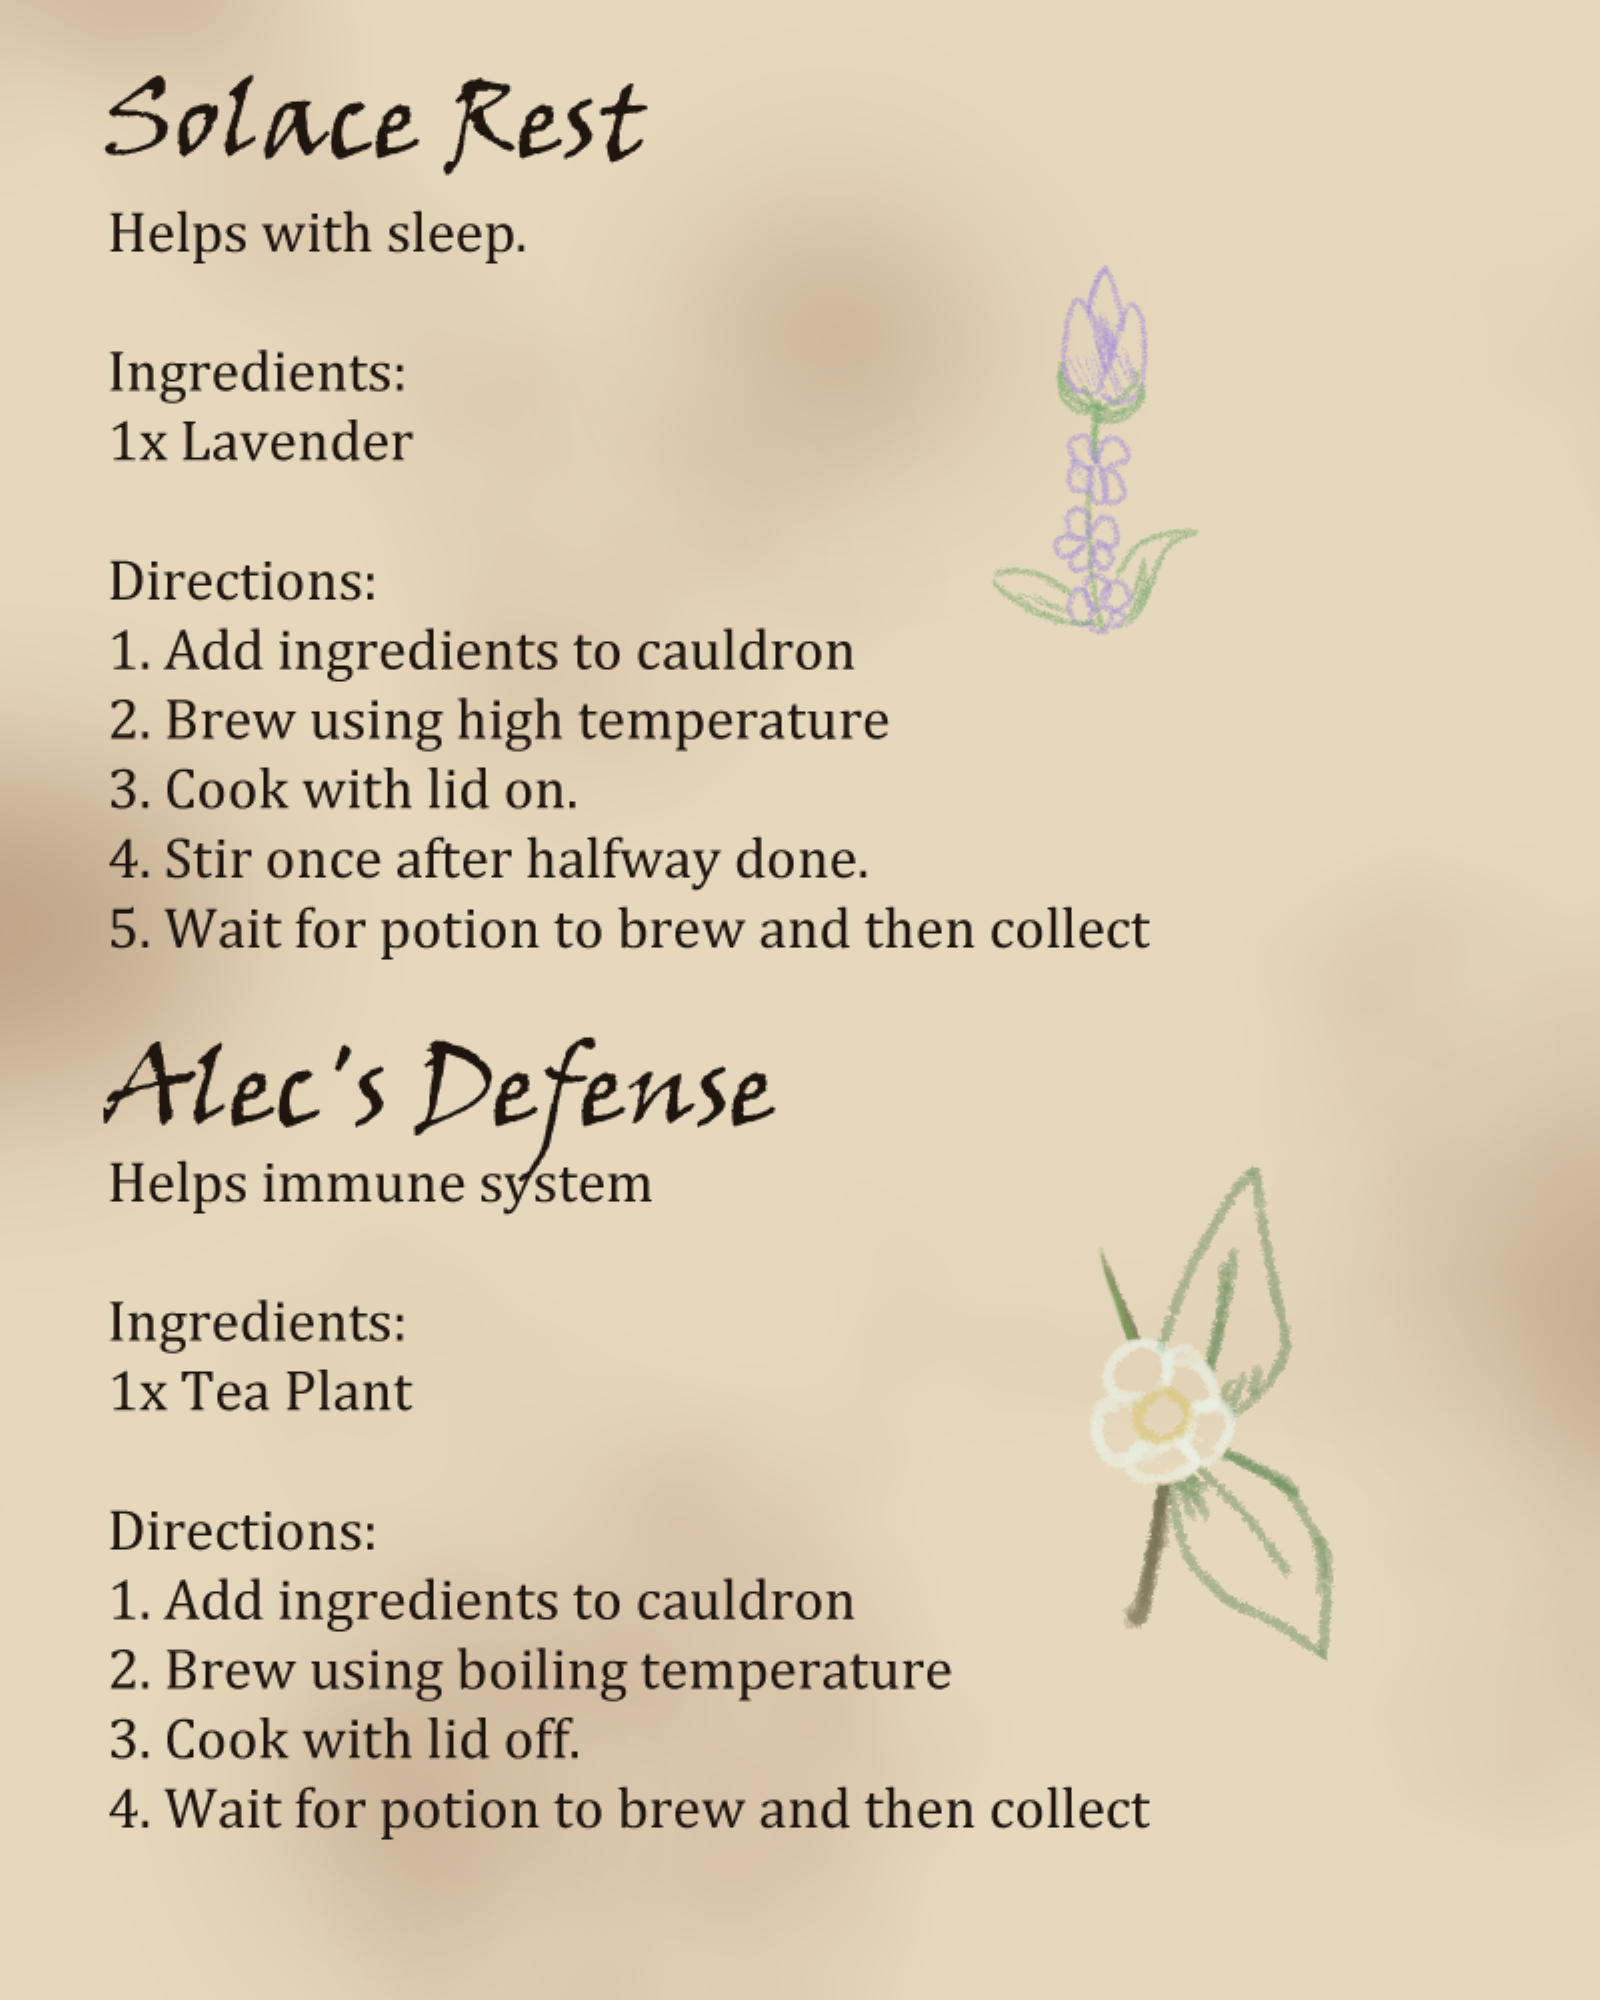 Solace Rest
Helps with sleep.
Ingredients:
1x Lavender
Directions:
1. Add ingredients to cauldron
2. Brew using high temperature
3. Cook with lid on.
4. Stir once after halfway done.
5. Wait for potion to brew and then collect
Alec's Defense
Helps immune system
Ingredients:
1x Tea Plant
Directions:
1. Add ingredients to cauldron
2. Brew using boiling temperature
3. Cook with lid off.
4. Wait for potion to brew and then collect